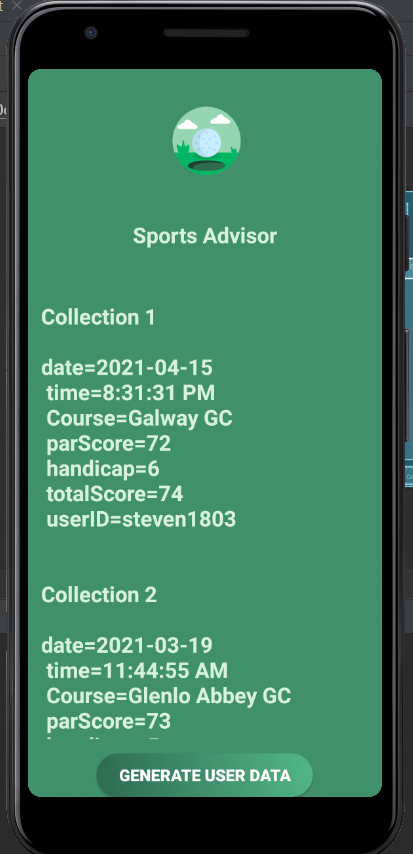 Sports Advisor
Collection 1
date=2021-04-15
time=8:31:31 PM
Course=Galway GC
parScore=72
handicap=6
totalScore=74
userID=steven1803
Collection 2
date=2021-03-19
time=11:44:55 AM
Course=Glenlo Abbey GC
parScore=73
GENERATE USER DATA